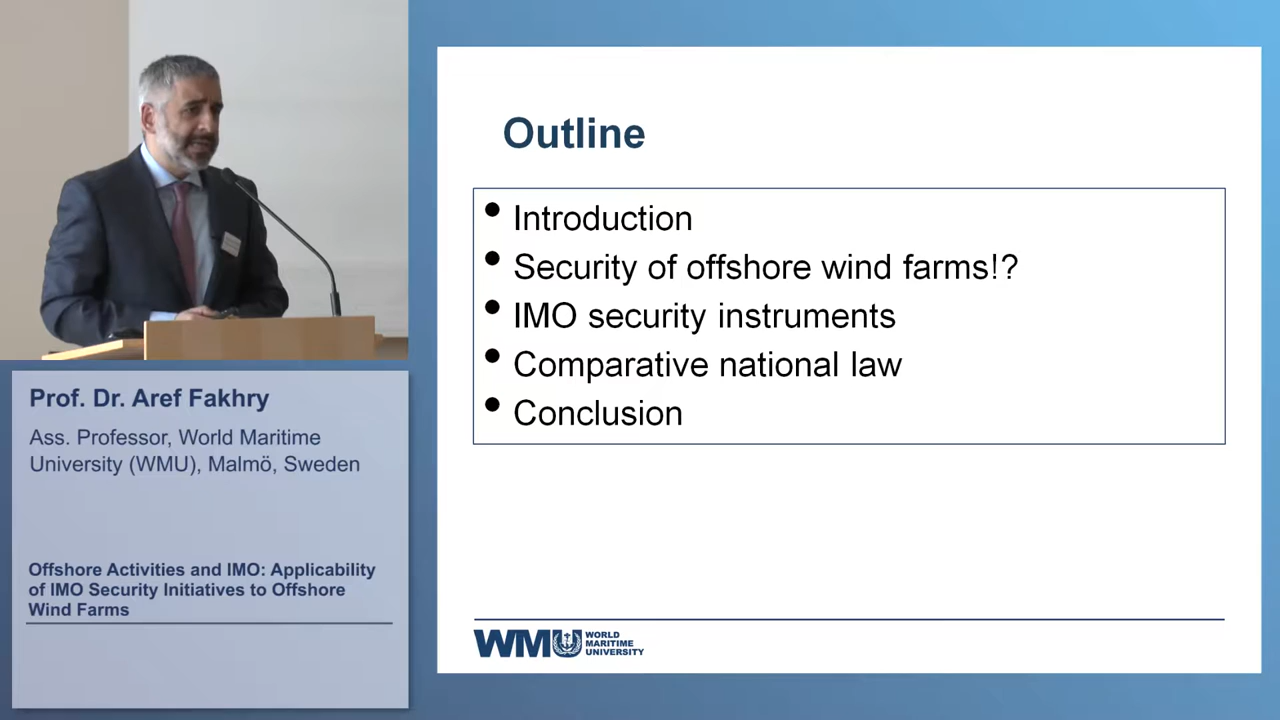 Outline
• Introduction
• Security of offshore wind farms!?
• IMO security instruments
• Comparative national law
• Conclusion
Prof. Dr. Aref Fakhry
Ass. Professor, World Maritime
University (WMU), Malmö, Sweden
Offshore Activities and IMO: Applicability
of IMO Security Initiatives to Offshore
Wind Farms
WMU WORLD
MARITIME
UNIVERSITY